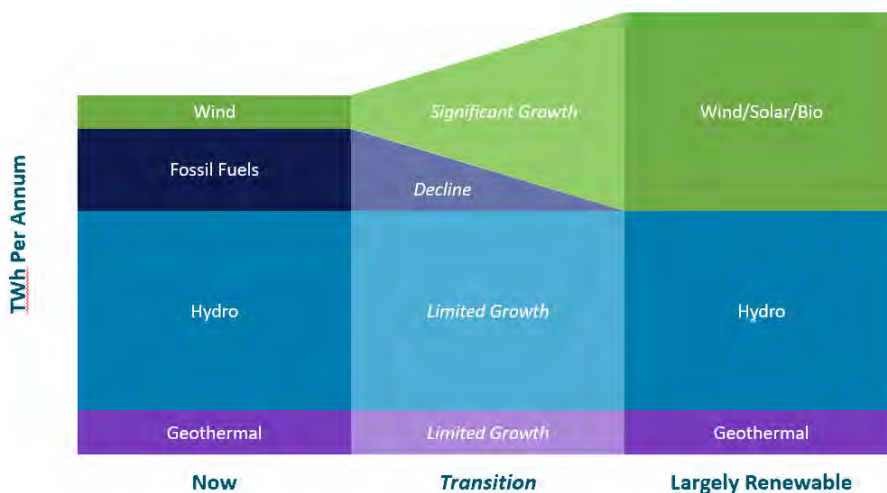 TWh Per Annum
Wind
Significant Growth
Wind/Solar/Bio
Fossil Fuels
Decline
Hydro
Limited Growth
Hydro
Geothermal
Limited Growth
Geothermal
Now
Transition
Largely Renewable